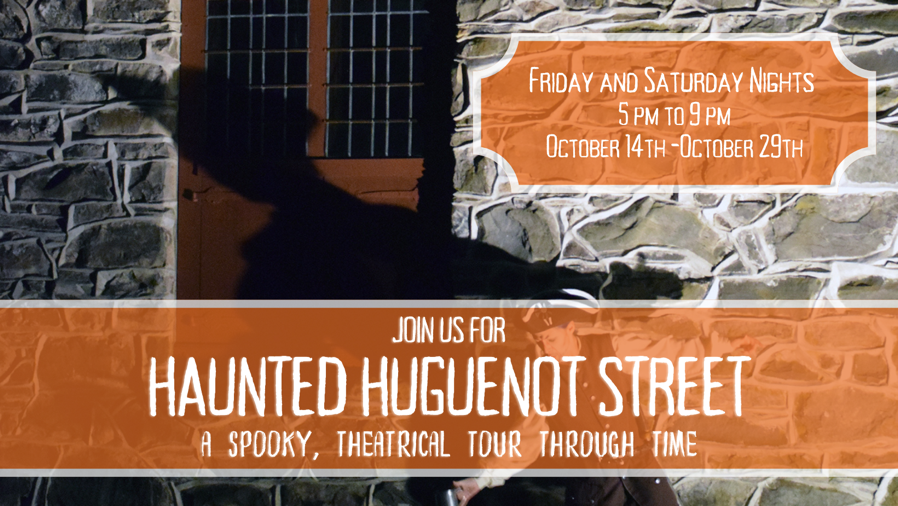 Friday and Saturday Nights
5 pm to 9 pm
October 14th -October 29th
JOIN US FOR
HAUNTED HUGUENOT STREET
A SPOOKY, THEATRICAL TOUR THROUGH TIME